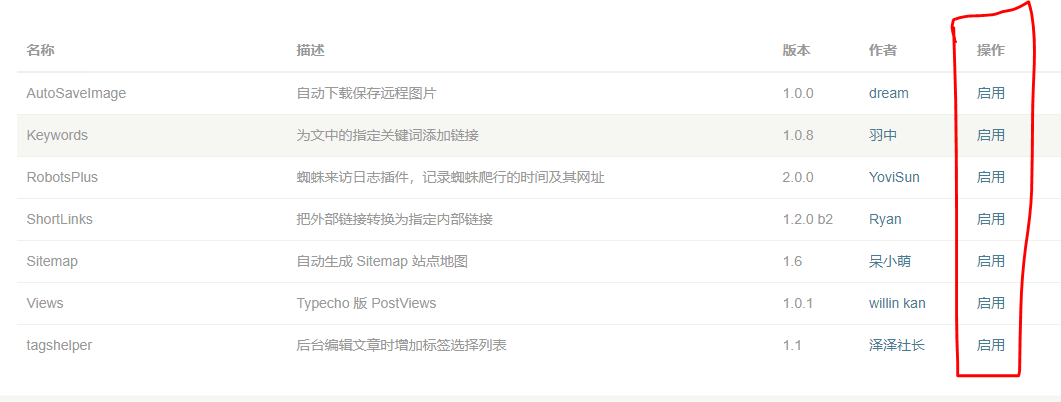 名称 描述 版本 作者 操作
AutoSaveImage 自动下载保存远程图片 1.0.0 dream 启用
Keywords 为文中的指定关键词添加链接 1.0.8 羽中 启用
RobotsPlus 蜘蛛来访日志插件，记录蜘蛛爬行的时间及其网址 2.0.0 YoviSun 启用
ShortLinks 把外部链接转换为指定内部链接 1.2.0 b2 Ryan 启用
Sitemap 自动生成 Sitemap 站点地图 1.6 呆小萌 启用
Views Typecho 版 PostViews 1.0.1 willin kan 启用
tagshelper 后台编辑文章时增加标签选择列表 1.1 泽泽社长 启用